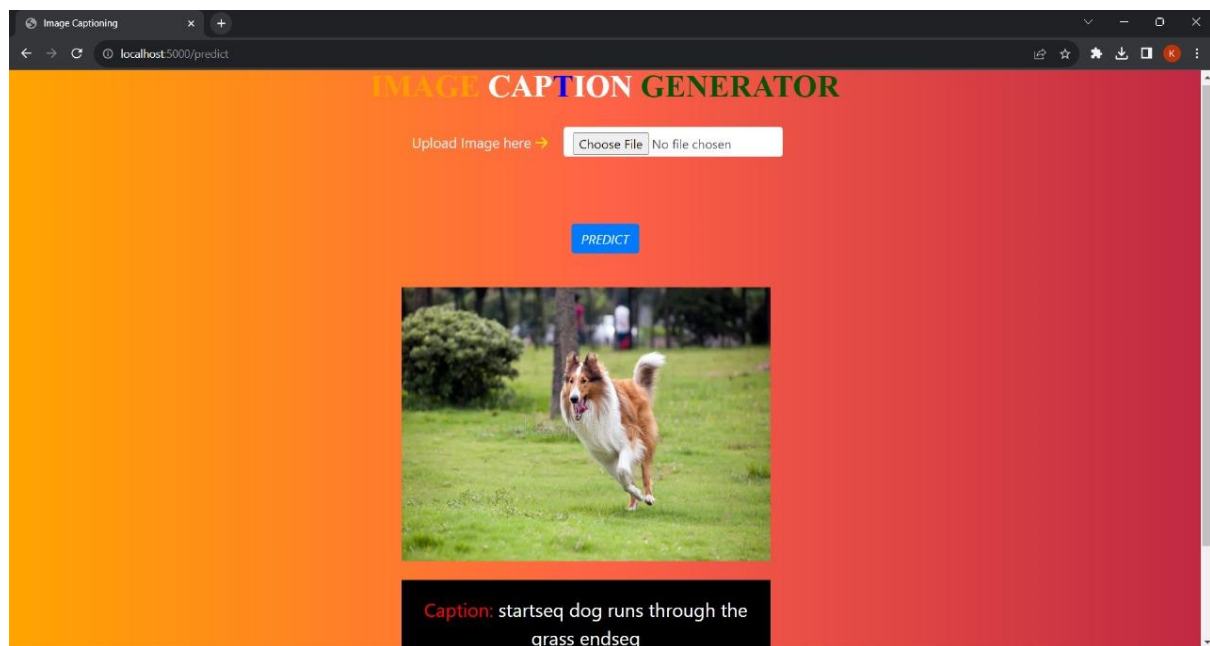 Image Captioning
localhost:5000/predict
K
IMAGE CAPTION GENERATOR
Upload Image here → Choose File No file chosen
PREDICT
Caption: startseq dog runs through the
grass endseq